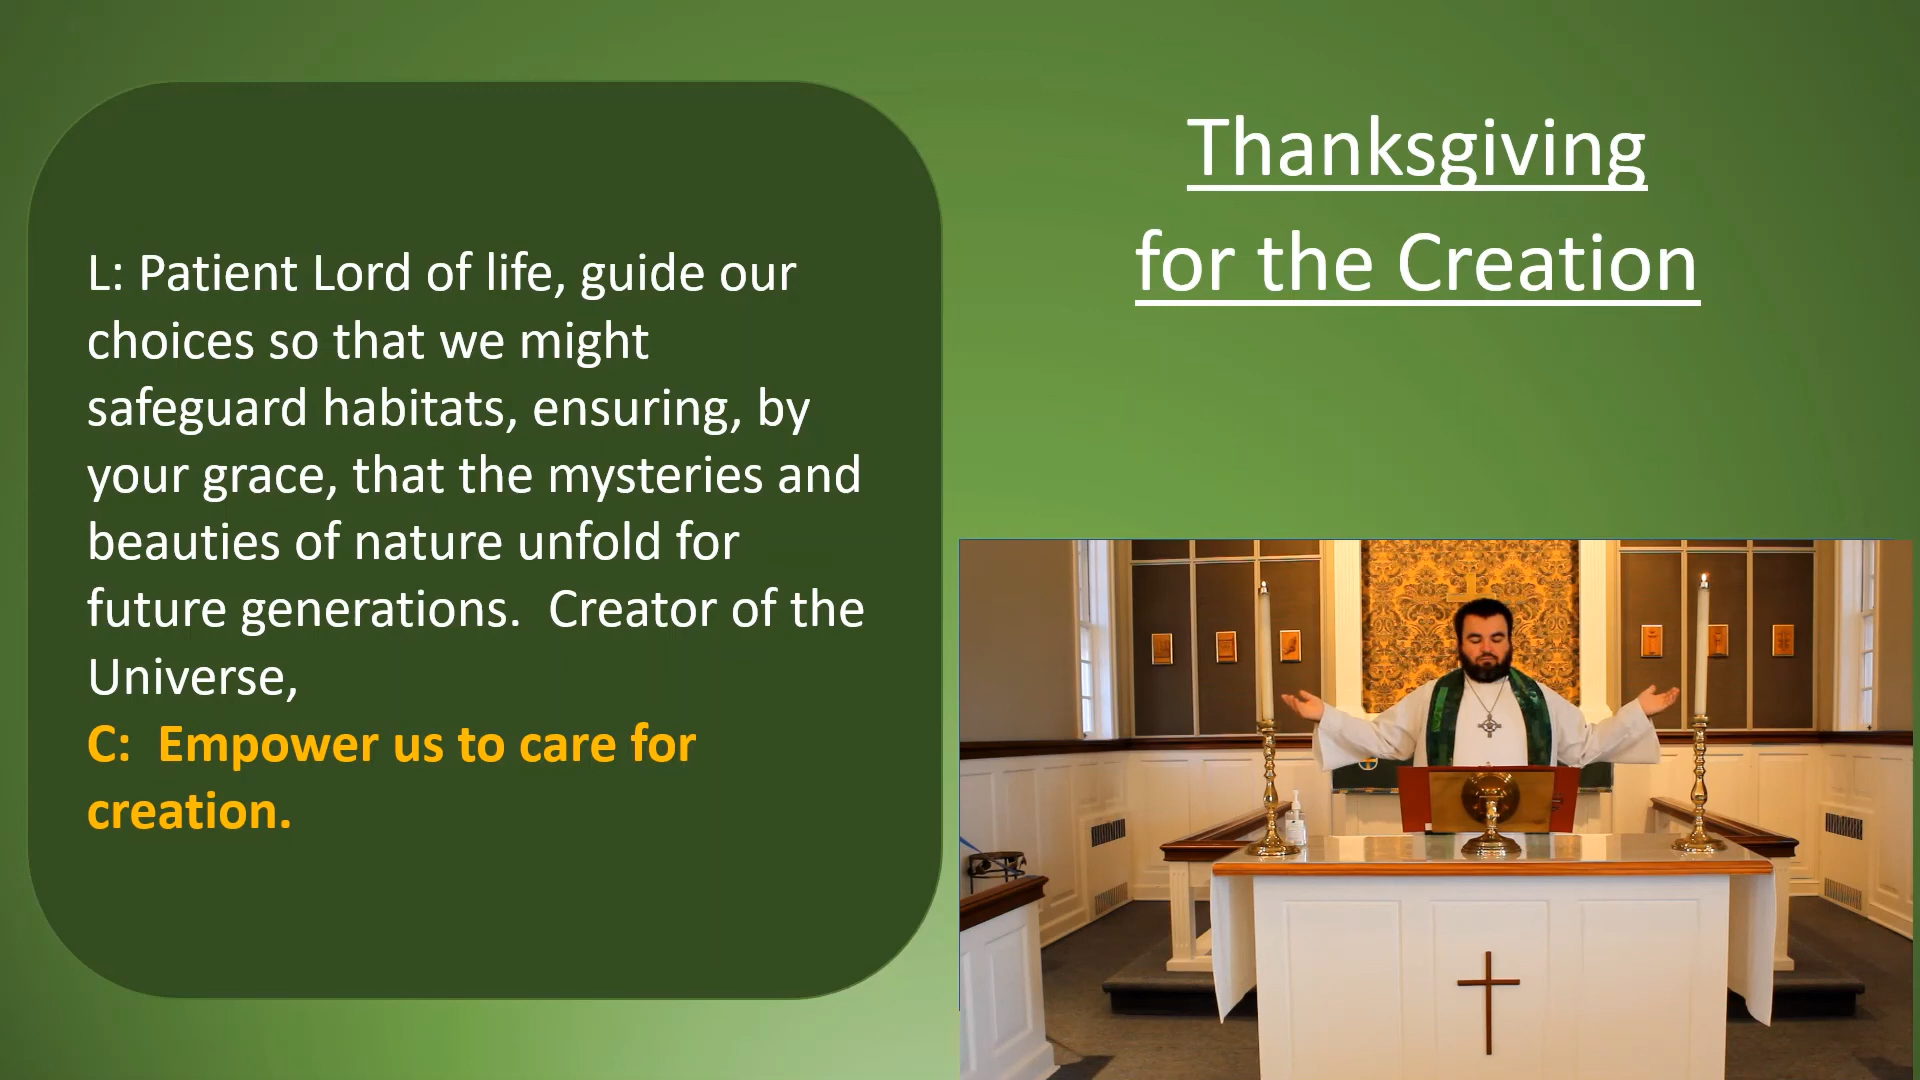 Thanksgiving
for the Creation
L: Patient Lord of life, guide our
choices so that we might
safeguard habitats, ensuring, by
your grace, that the mysteries and
beauties of nature unfold for
future generations.  Creator of the
Universe,
C:  Empower us to care for
creation.